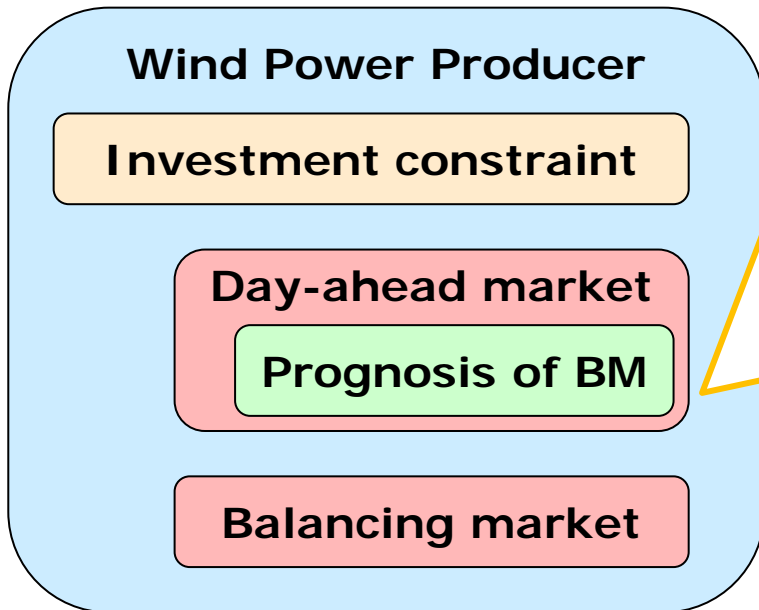 Wind Power Producer
Investment constraint
Day-ahead market
Prognosis of BM
Balancing market